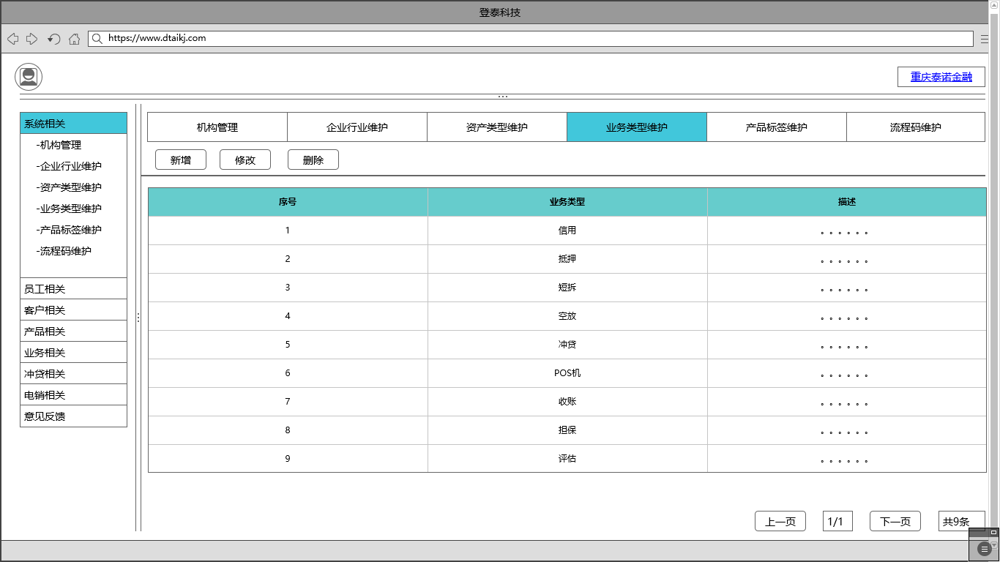 登泰科技
https://www.dtaikj.com
重庆泰诺金融
系统相关
-机构管理
-企业行业维护
-资产类型维护
-业务类型维护
-产品标签维护
-流程码维护
员工相关
客户相关
产品相关
业务相关
冲贷相关
电销相关
意见反馈
机构管理 企业行业维护 资产类型维护 业务类型维护 产品标签维护 流程码维护
新增 修改 删除
序号 业务类型 描述
1 信用 。。。。。。
2 抵押 。。。。。。
3 短拆 。。。。。。
4 空放 。。。。。。
5 冲贷 。。。。。。
6 POS机 。。。。。。
7 收账 。。。。。。
8 担保 。。。。。。
9 评估 。。。。。。
上一页 1/1 下一页 共9条